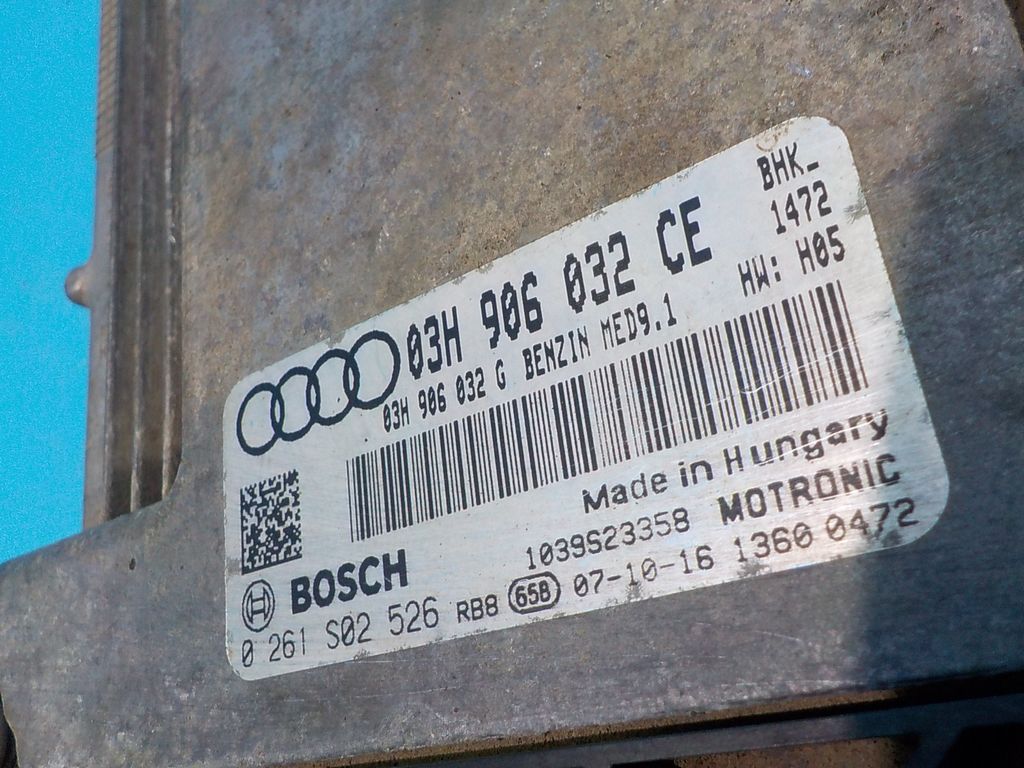 BHK_
1472
03H 906 032 CE
HW: H05
03H 906 032 G BENZIN MED9.1
Made in Hungary
1039S23358 MOTRONIC
BOSCH
0 261 S02 526 RB8 658 07-10-16 1360 0472